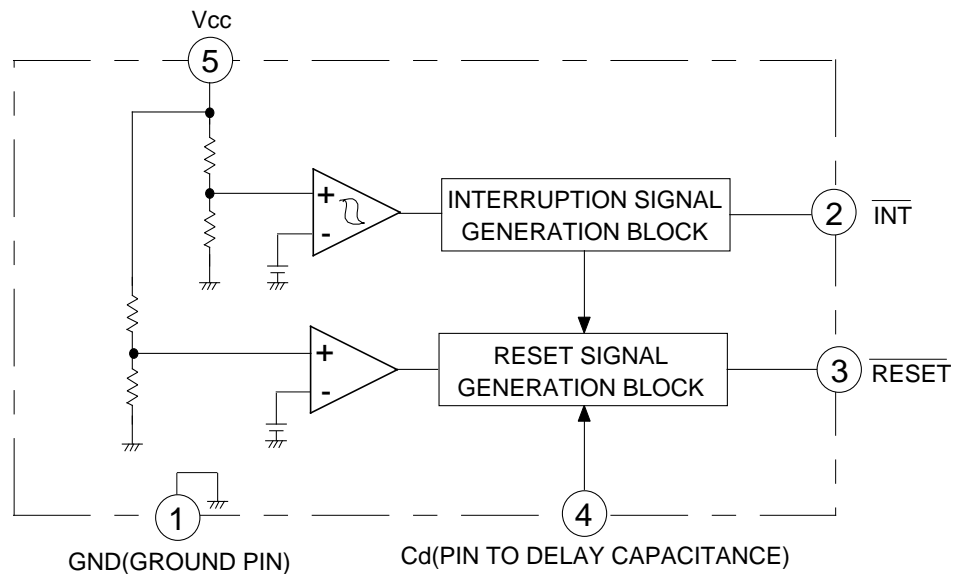 Vcc
5
+
-
INTERRUPTION SIGNAL
GENERATION BLOCK
2
INT
+
-
RESET SIGNAL
GENERATION BLOCK
3
RESET
1
GND(GROUND PIN)
4
Cd(PIN TO DELAY CAPACITANCE)